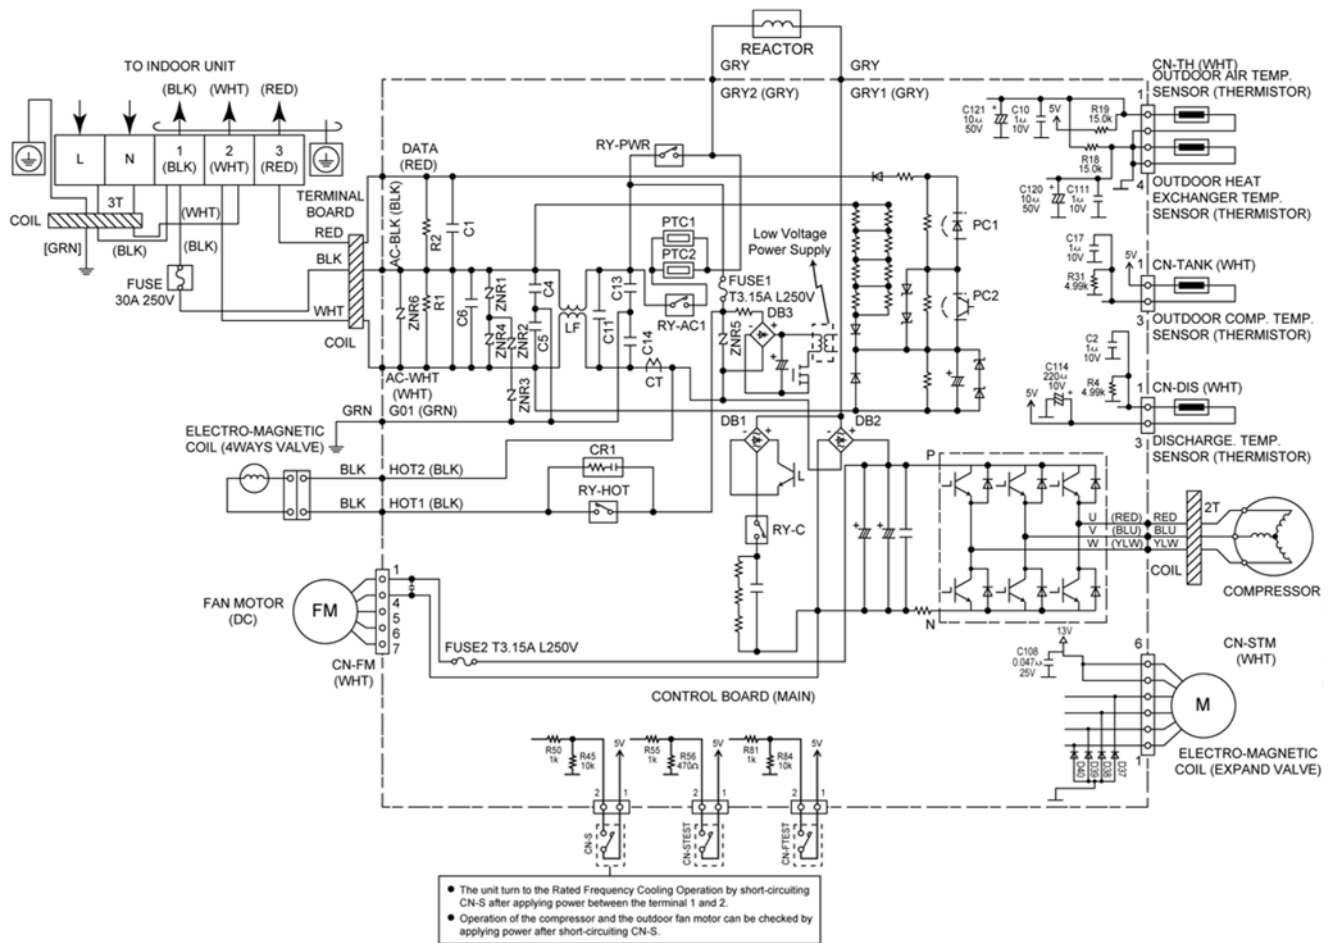 REACTOR
TO INDOOR UNIT
(BLK) (WHT) (RED)
GRY GRY
GRY2 (GRY) GRY1 (GRY)
CN-TH (WHT)
OUTDOOR AIR TEMP.
SENSOR (THERMISTOR)
1
C121
10
50V
C10
1
10V
5V
R19
15.0k
R18
15.0k
C120
10
50V
C111
1
10V
4
OUTDOOR HEAT
EXCHANGER TEMP.
SENSOR (THERMISTOR)
L N 1 (BLK) 2 (WHT) 3 (RED)
DATA
(RED)
RY-PWR
TERMINAL
BOARD
3T
COIL
(WHT)
[GRN]
(BLK)
(BLK)
FUSE
30A 250V
RED
BLK
WHT
COIL
AC-BLK (BLK)
R2
C1
PTC1
PTC2
RY-AC1
Low Voltage
Power Supply
PC1
PC2
FUSE1
T3.15A L250V
DB3
C17
1
10V
R31
4.99k
5V
1
CN-TANK (WHT)
3
OUTDOOR COMP. TEMP.
SENSOR (THERMISTOR)
ZNR6
R1
C6
ZNR1
ZNR4
ZNR2
C4
C5
LF
C11
C13
C14
CT
ZNR5
ZNR3
AC-WHT
(WHT)
GRN G01 (GRN)
C2
1
10V
C114
220
10V
R4
4.99k
5V
1
CN-DIS (WHT)
3
DISCHARGE. TEMP.
SENSOR (THERMISTOR)
ELECTRO-MAGNETIC
COIL (4WAYS VALVE)
BLK HOT2 (BLK)
BLK HOT1 (BLK)
CR1
RY-HOT
DB1
DB2
RY-C
P
N
U (RED) RED
V (BLU) BLU
W (YLW) YLW
2T
COIL
COMPRESSOR
FAN MOTOR
(DC)
FM
1
4
5
6
7
CN-FM
(WHT)
FUSE2 T3.15A L250V
CONTROL BOARD (MAIN)
13V
C108
0.047
25V
6
CN-STM
(WHT)
M
1
D40
D39
D38
D37
ELECTRO-MAGNETIC
COIL (EXPAND VALVE)
R50
1k
R45
10k
5V
R55
1k
R56
470Ω
5V
R81
1k
R84
10k
5V
2 1
2 1
2 1
CN-S
CN-STEST
CN-FTEST
● The unit turn to the Rated Frequency Cooling Operation by short-circuiting
CN-S after applying power between the terminal 1 and 2.
● Operation of the compressor and the outdoor fan motor can be checked by
applying power after short-circuiting CN-S.